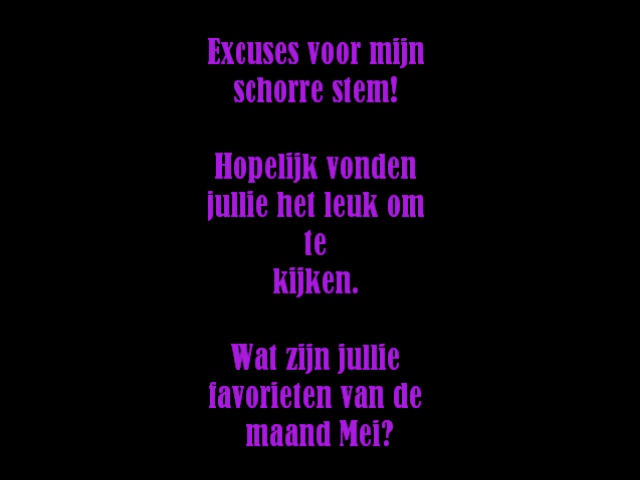 Excuses voor mijn
schorre stem!
Hopelijk vonden
jullie het leuk om
te
kijken.
Wat zijn jullie
favorieten van de
maand Mei?